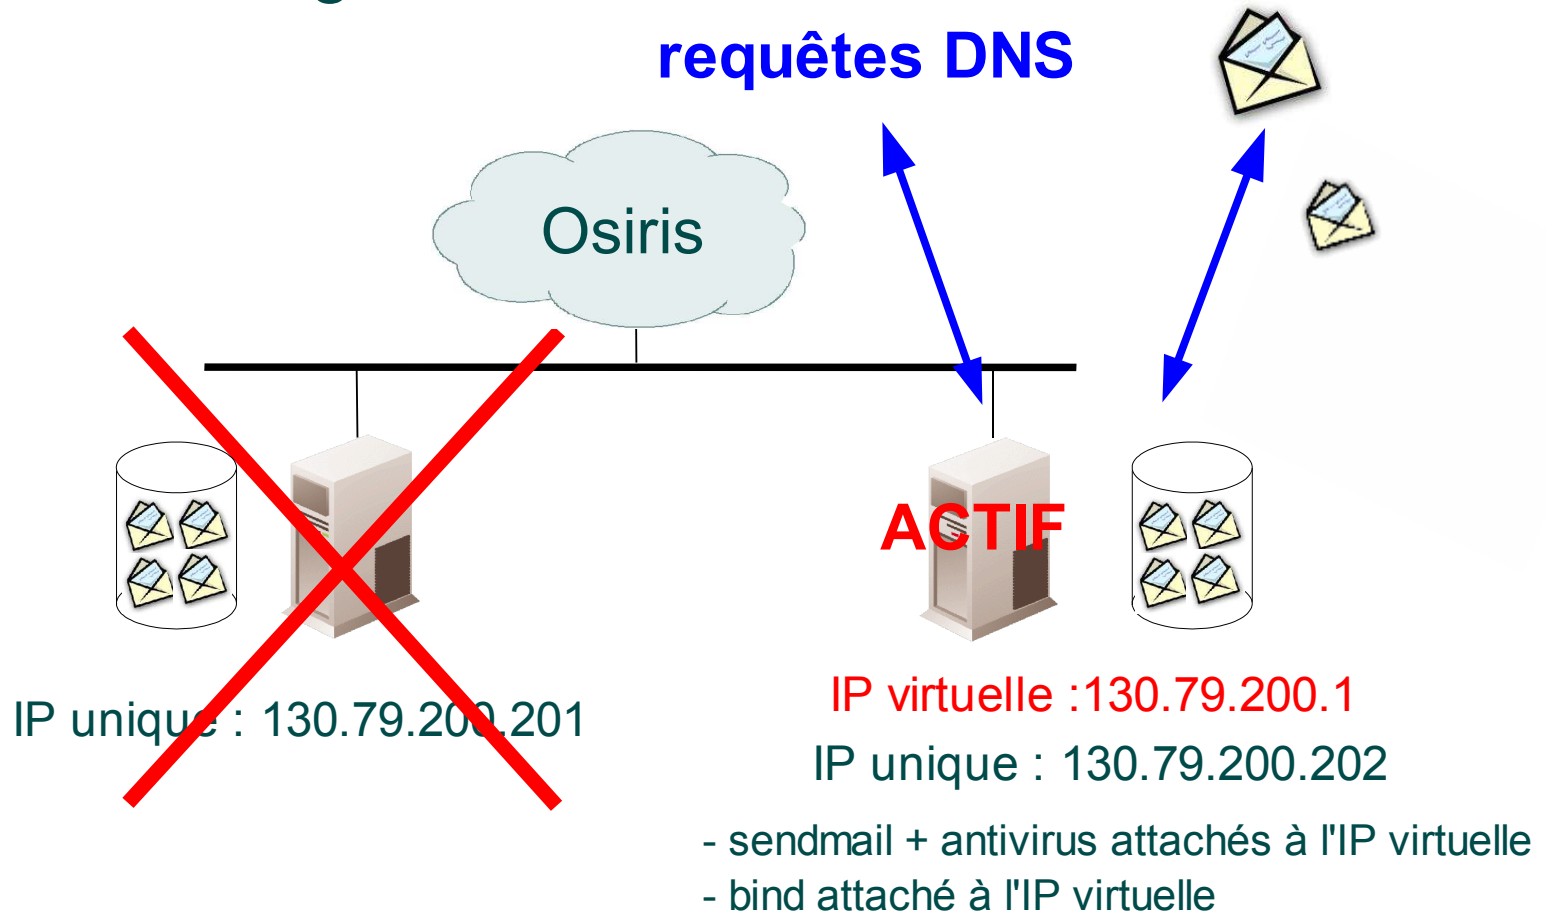 requêtes DNS
Osiris
ACTIF
IP unique : 130.79.200.201
IP virtuelle :130.79.200.1
IP unique : 130.79.200.202
- sendmail + antivirus attachés à l'IP virtuelle
- bind attaché à l'IP virtuelle